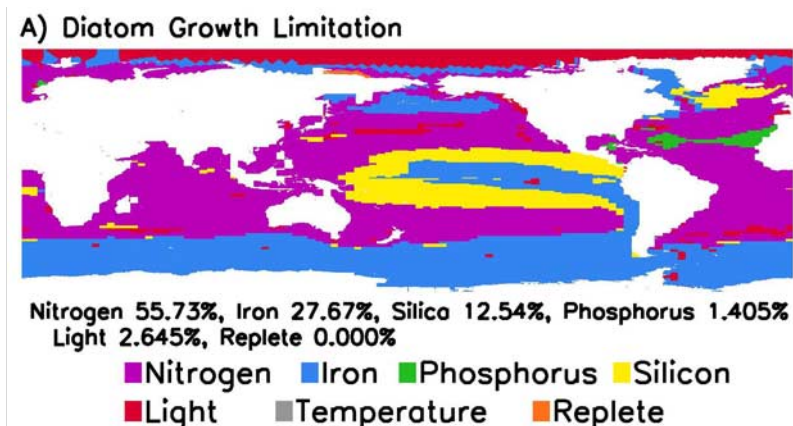 A) Diatom Growth Limitation
Nitrogen 55.73%, Iron 27.67%, Silica 12.54%, Phosphorus 1.405%
Light 2.645%, Replete 0.000%
Nitrogen Iron Phosphorus Silicon
Light Temperature Replete